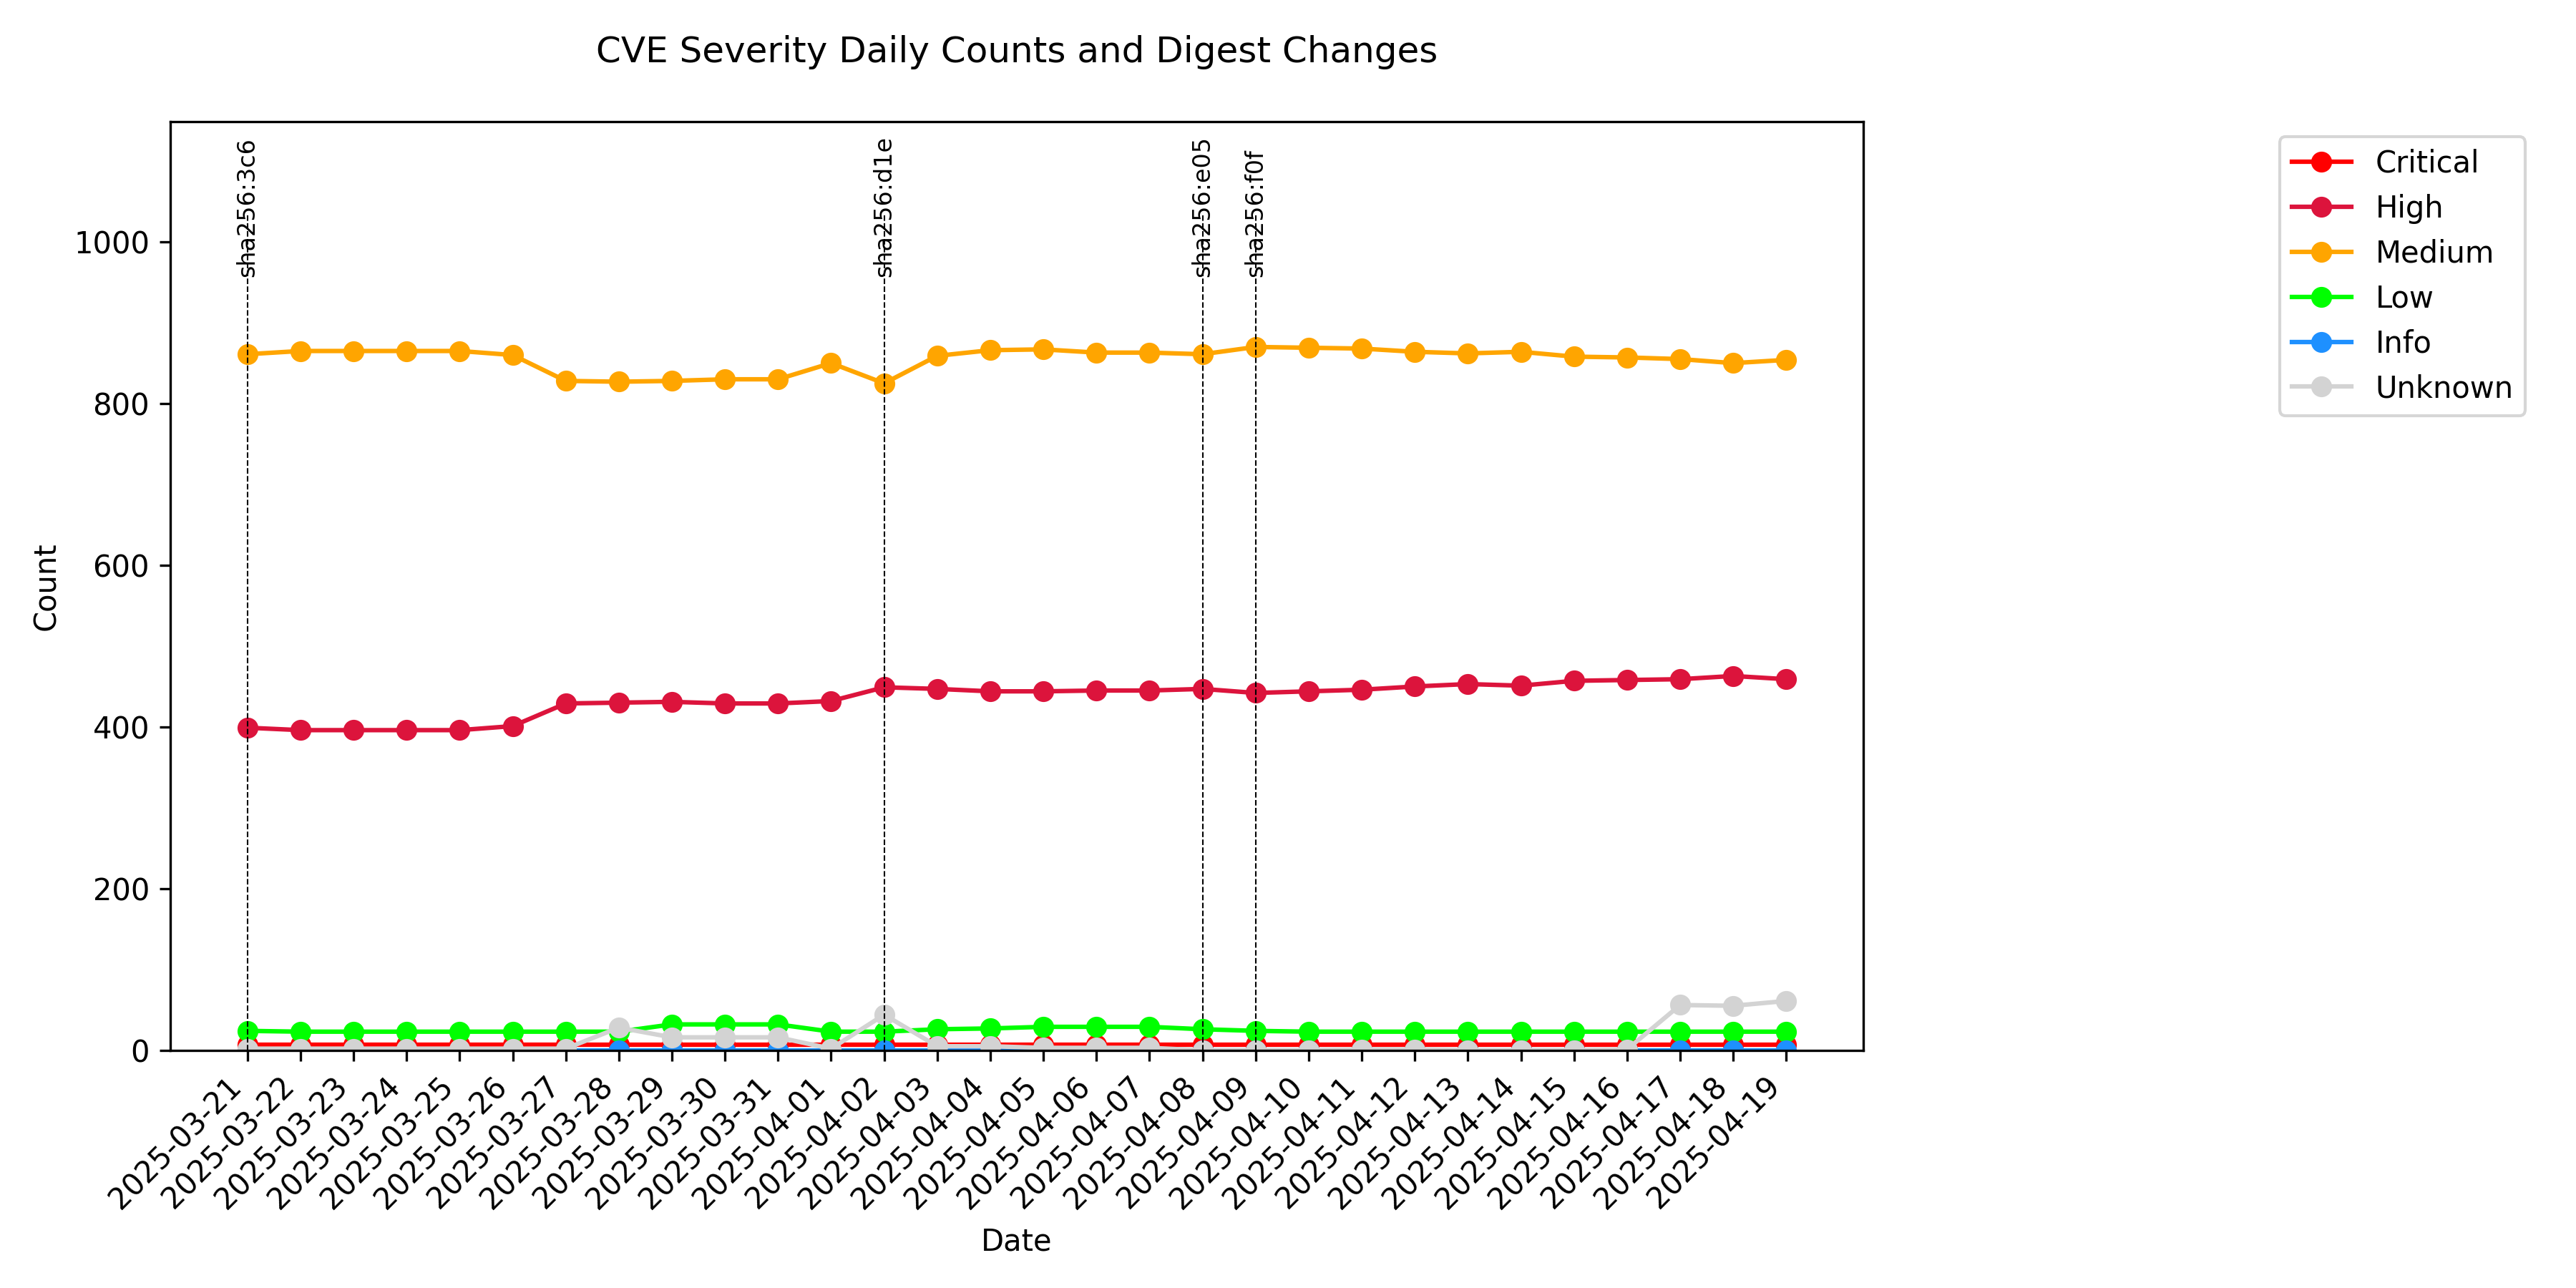 CVE Severity Daily Counts and Digest Changes
sha256:3c6
sha256:d1e
sha256:e05
sha256:f0f
Critical
High
Medium
Low
Info
Unknown
Count
1000
800
600
400
200
0
2025-03-21
2025-03-22
2025-03-23
2025-03-24
2025-03-25
2025-03-26
2025-03-27
2025-03-28
2025-03-29
2025-03-30
2025-03-31
2025-04-01
2025-04-02
2025-04-03
2025-04-04
2025-04-05
2025-04-06
2025-04-07
2025-04-08
2025-04-09
2025-04-10
2025-04-11
2025-04-12
2025-04-13
2025-04-14
2025-04-15
2025-04-16
2025-04-17
2025-04-18
2025-04-19
Date